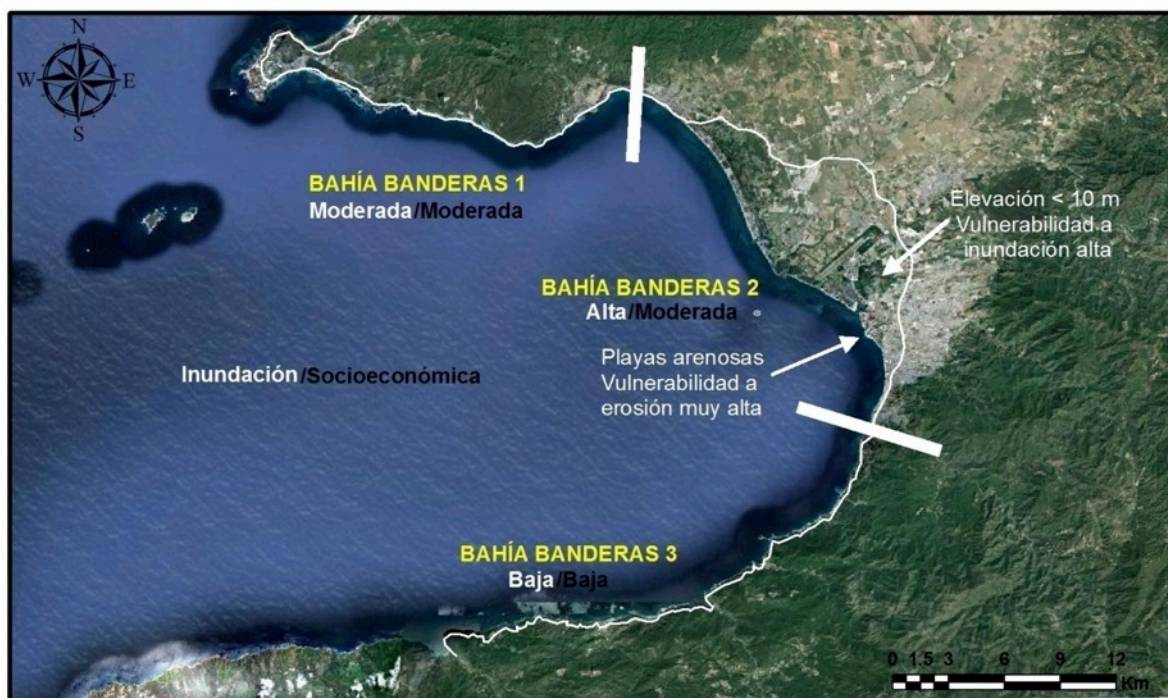 N
W E
S
BAHÍA BANDERAS 1
Moderada/Moderada
Elevación < 10 m
Vulnerabilidad a
inundación alta
BAHÍA BANDERAS 2
Alta/Moderada
Playas arenosas
Vulnerabilidad a
erosión muy alta
Inundación/Socioeconómica
BAHÍA BANDERAS 3
Baja/Baja
0 1.5 3 6 9 12
Km